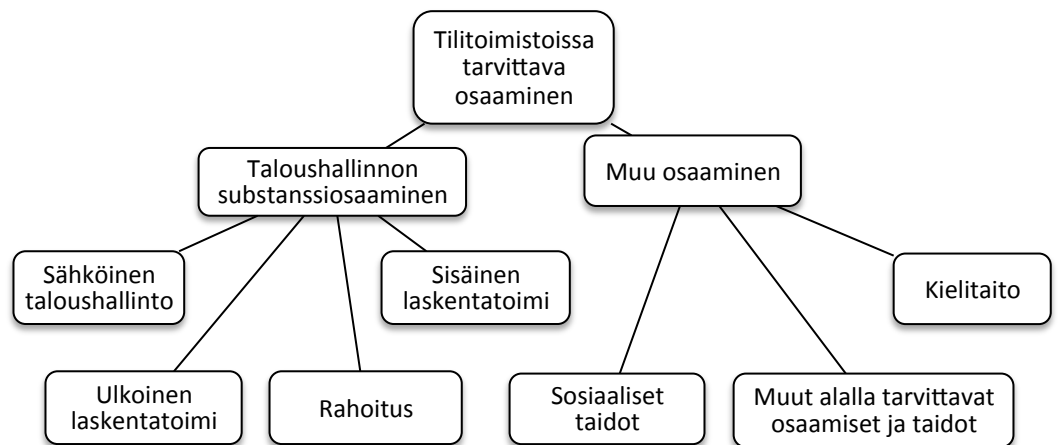 Tilitoimistoissa
tarvittava
osaaminen
Taloushallinnon
substanssiosaaminen
Muu osaaminen
Sähköinen
taloushallinto
Sisäinen
laskentatoimi
Kielitaito
Ulkoinen
laskentatoimi
Rahoitus
Sosiaaliset
taidot
Muut alalla tarvittavat
osaamiset ja taidot